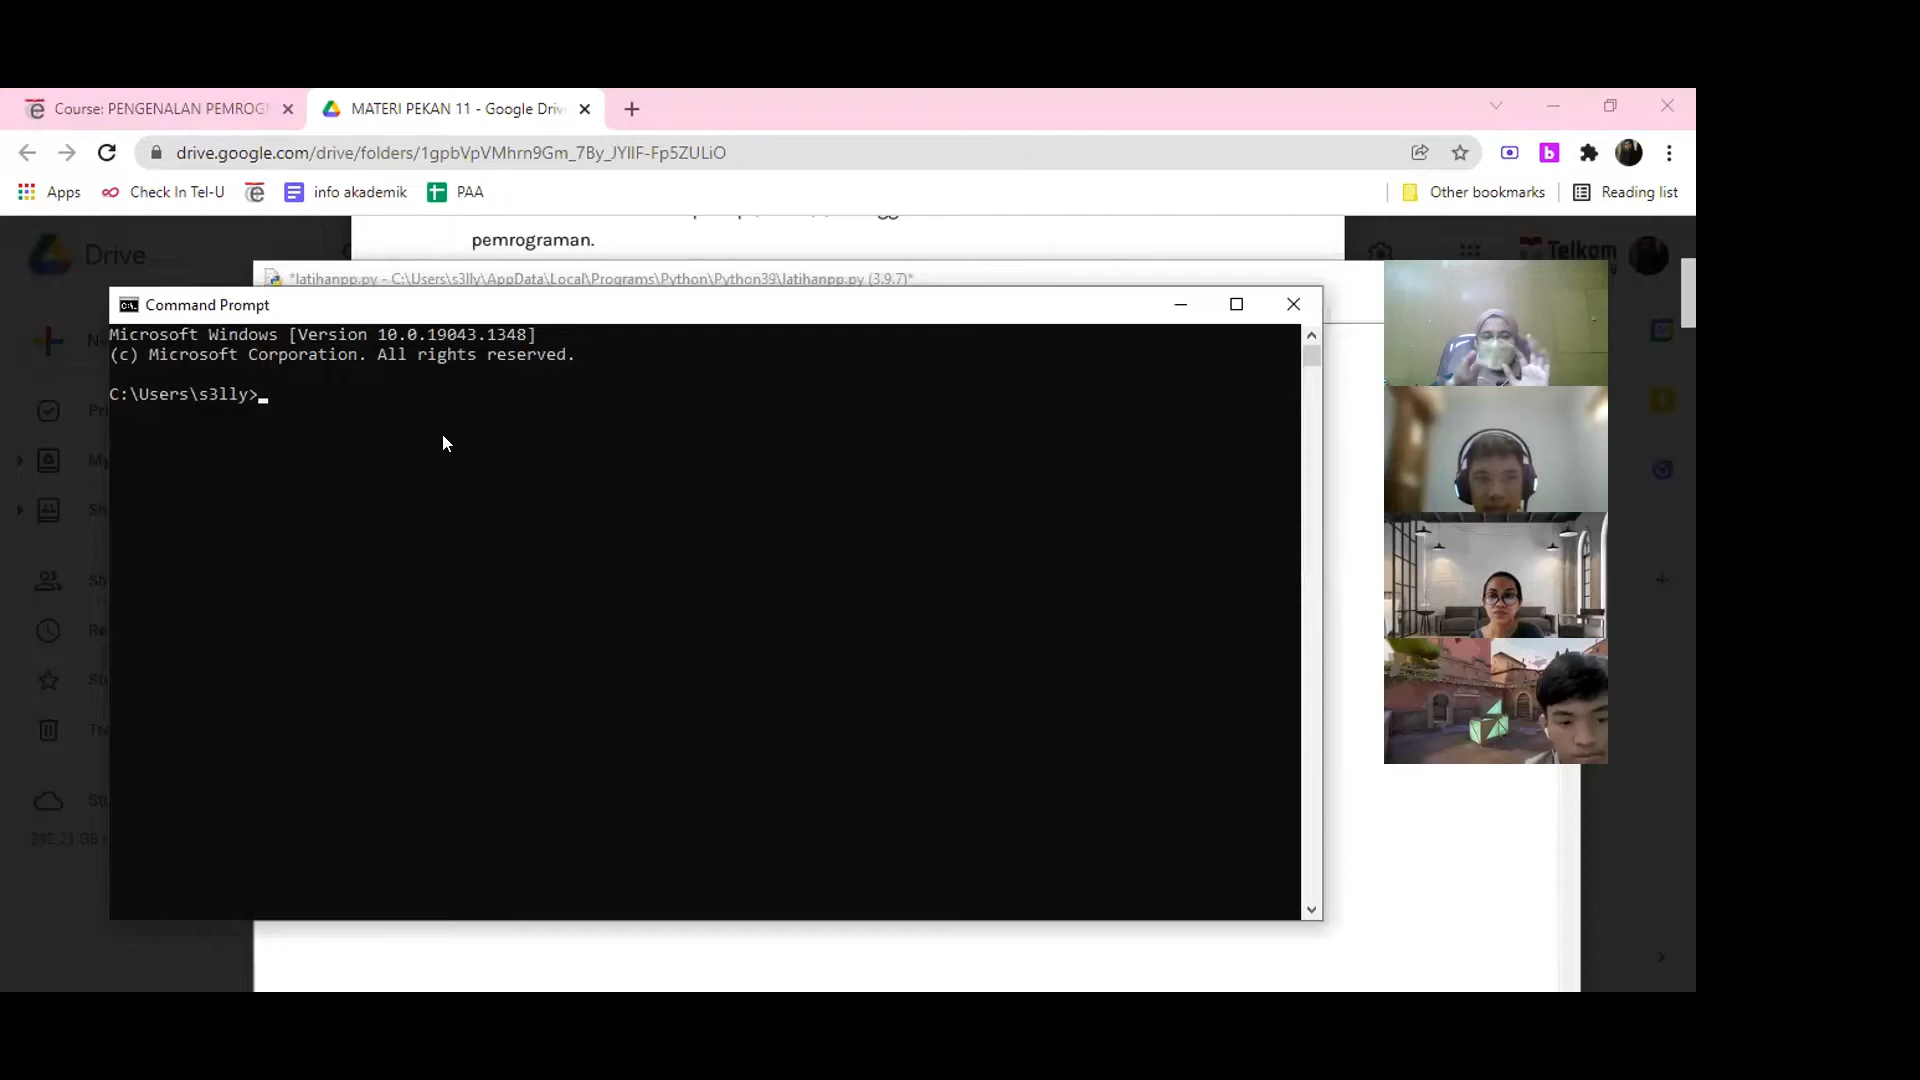 Course: PENGENALAN PEMROG
MATERI PEKAN 11 - Google Driv
drive.google.com/drive/folders/1gpbVpVMhrn9Gm_7By_JYIIF-Fp5ZULiO
Apps
Check In Tel-U
info akademik
PAA
Other bookmarks
Reading list
pemrograman.
Drive
Telkom
*latihanpp.py - C:\Users\s3lly\AppData\Local\Programs\Python\Python39\latihanpp.py (3.9.7)*
Command Prompt
Microsoft Windows [Version 10.0.19043.1348]
(c) Microsoft Corporation. All rights reserved.
C:\Users\s3lly>